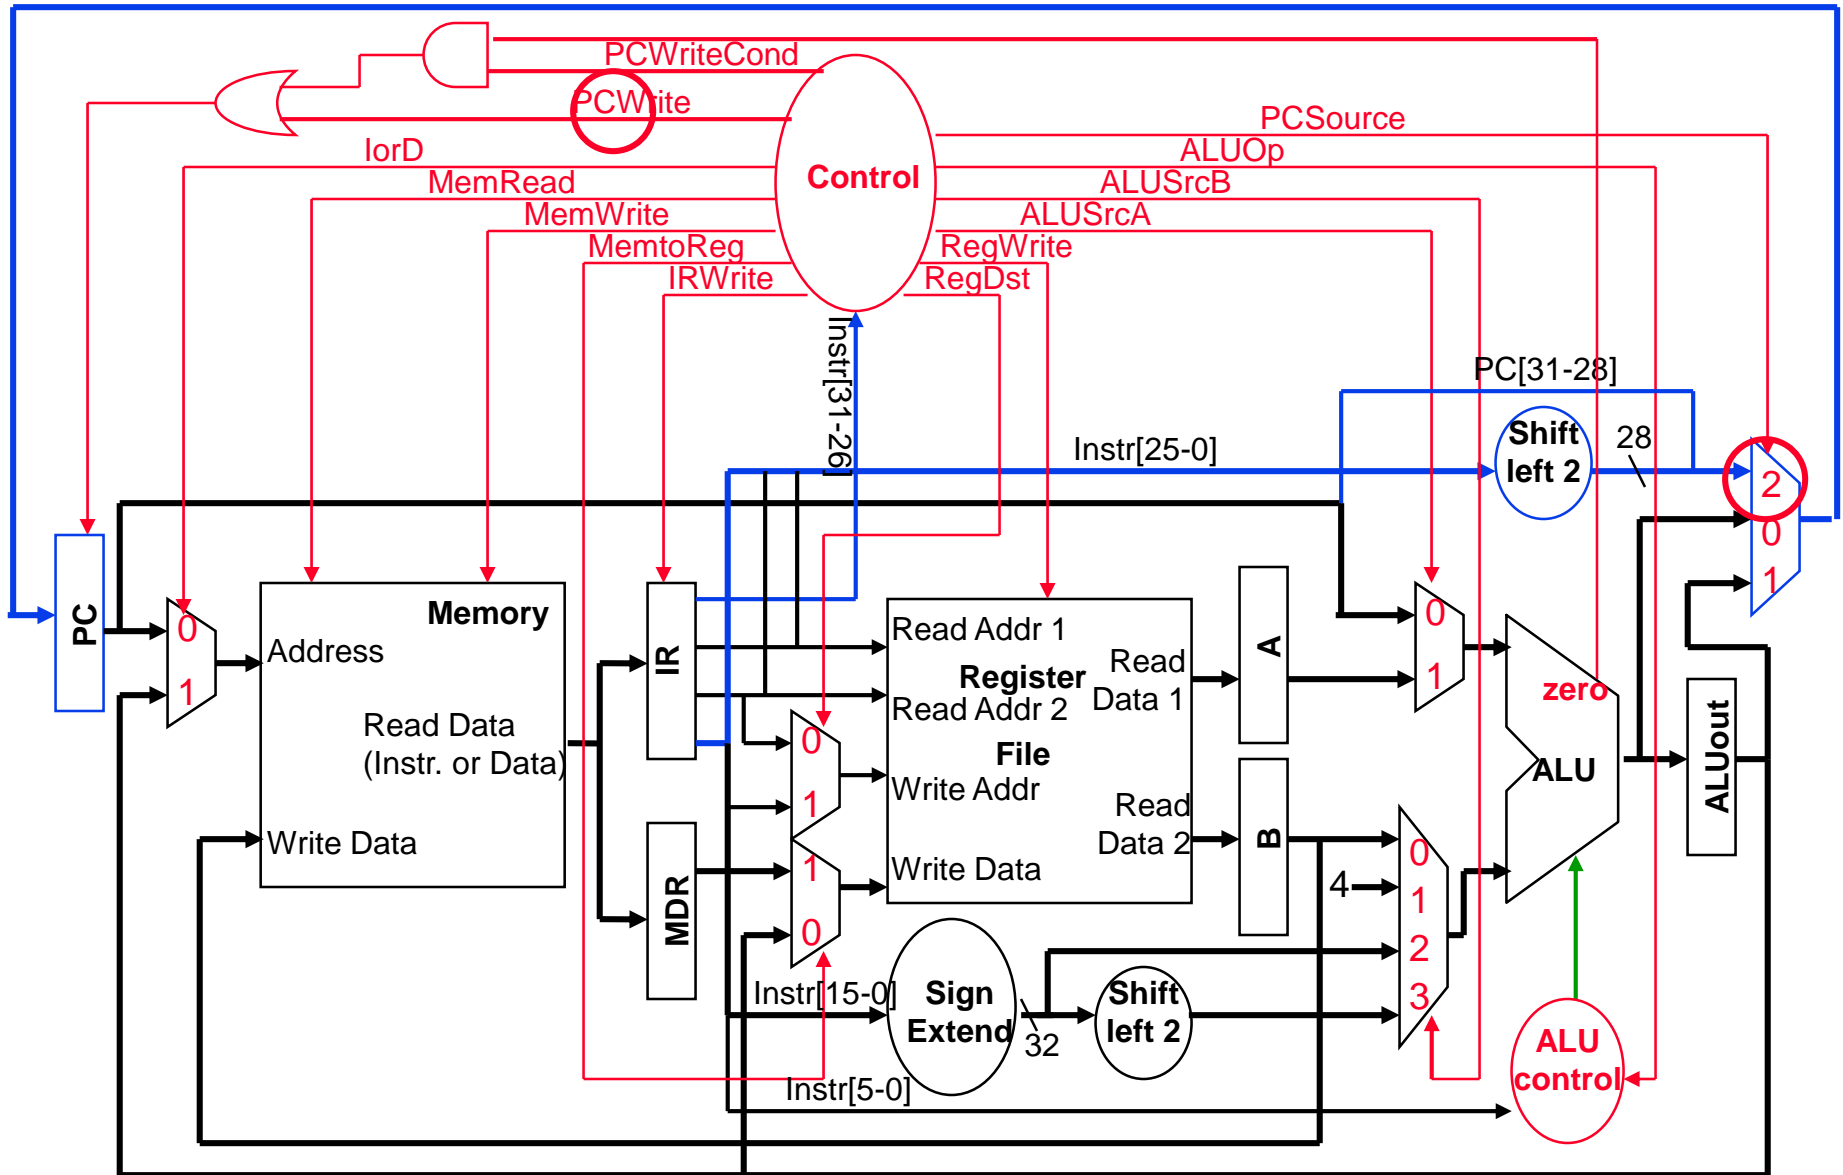 PCWriteCond
PCWrite
PCSource
IorD
ALUOp
MemRead
Control
ALUSrcB
MemWrite
ALUSrcA
MemtoReg
RegWrite
IRWrite
RegDst
Instr[31-26]
PC[31-28]
Instr[25-0]
Shift
left 2
28
2
0
1
PC
0
1
Memory
Address
Read Data
(Instr. or Data)
Write Data
IR
MDR
0
1
1
0
Read Addr 1
Register
Read Addr 2
File
Write Addr
Write Data
Read
Data 1
Read
Data 2
A
B
0
1
4
0
1
2
3
zero
ALU
ALUout
Instr[15-0]
Sign
Extend
32
Shift
left 2
ALU
control
Instr[5-0]